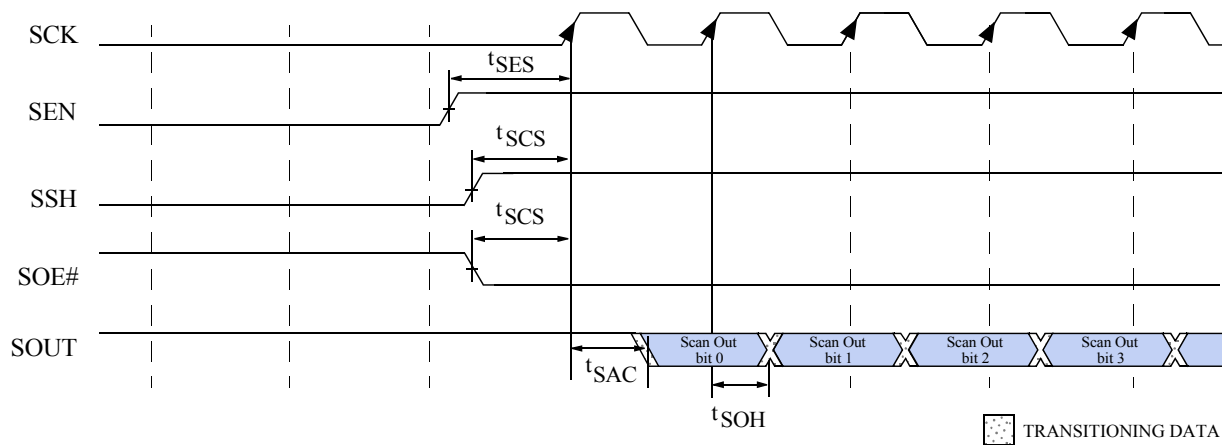 SCK
tSES
SEN
tSCS
SSH
tSCS
SOE#
SOUT
Scan Out
bit 0
Scan Out
bit 1
Scan Out
bit 2
Scan Out
bit 3
tSAC
tSOH
TRANSITIONING DATA